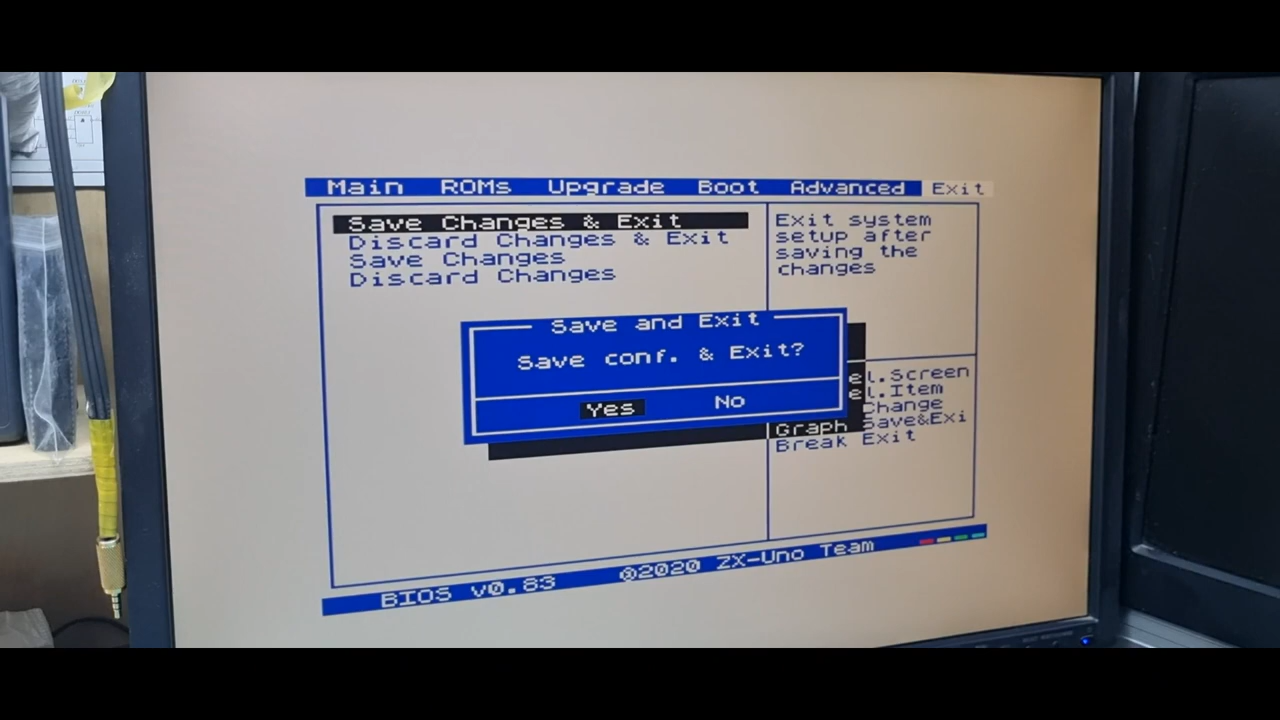 Main ROMs Upgrade Boot Advanced Exit
Save Changes & Exit
Discard Changes & Exit
Save Changes
Discard Changes
Exit system
setup after
saving the
changes
Save and Exit
Save conf. & Exit?
Yes No
el.Screen
el.Item
Change
Graph Save&Exi
Break Exit
BIOS v0.83 ©2020 ZX-Uno Team